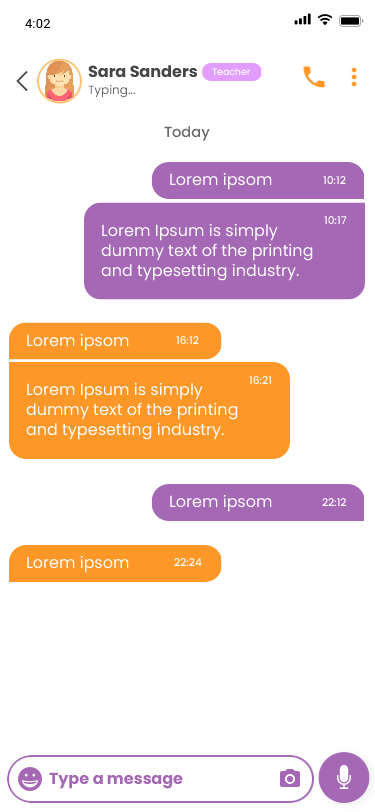 4:02
Sara Sanders Teacher
Typing...
Today
Lorem ipsom 10:12
10:17
Lorem Ipsum is simply
dummy text of the printing
and typesetting industry.
Lorem ipsom 16:12
16:21
Lorem Ipsum is simply
dummy text of the printing
and typesetting industry.
Lorem ipsom 22:12
Lorem ipsom 22:24
Type a message